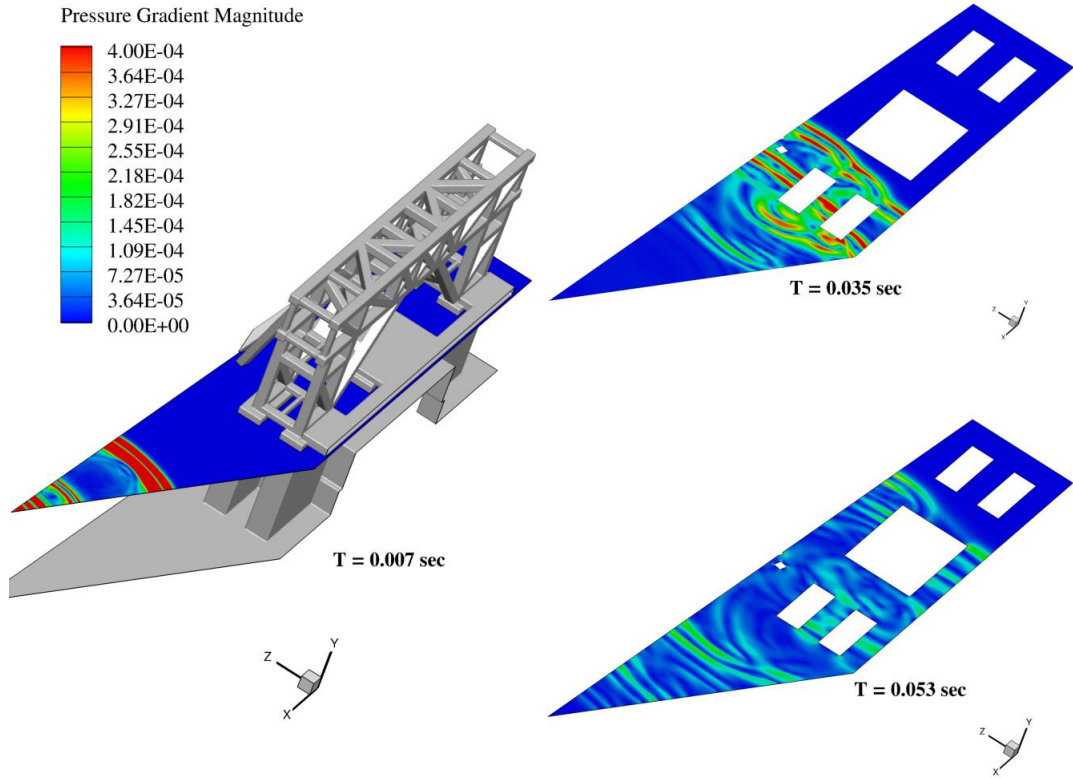 Pressure Gradient Magnitude
4.00E-04
3.64E-04
3.27E-04
2.91E-04
2.55E-04
2.18E-04
1.82E-04
1.45E-04
1.09E-04
7.27E-05
3.64E-05
0.00E+00
T = 0.035 sec
Z
Y
X
T = 0.007 sec
Z
Y
X
T = 0.053 sec
Z
Y
X